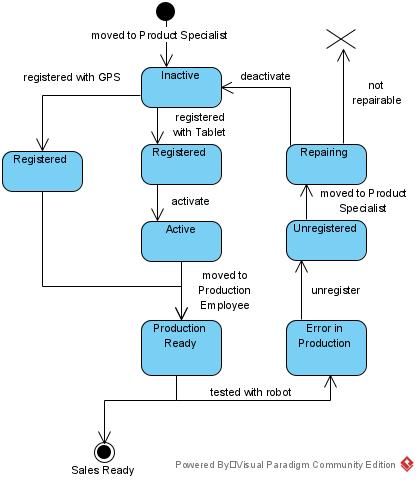 moved to Product Specialist
Inactive
registered with GPS
deactivate
not
repairable
registered
with Tablet
Registered
Registered
Repairing
activate
moved to Product
Specialist
Active
Unregistered
moved to
Production
Employee
unregister
Production
Ready
Error in
Production
tested with robot
Sales Ready
Powered By Visual Paradigm Community Edition